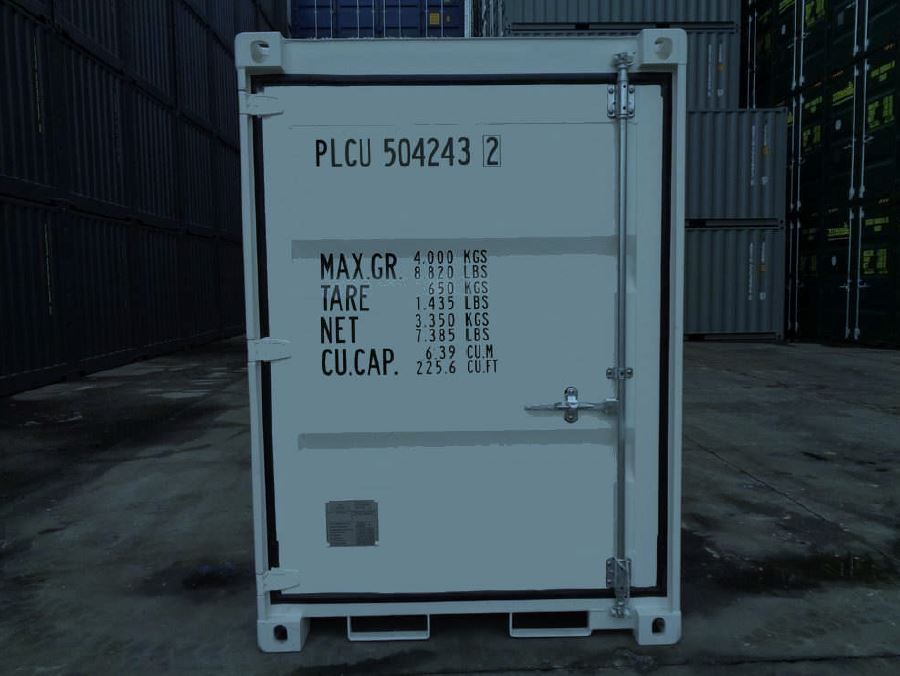 PLCU 504243 2
MAX.GR. 4.000 KGS
8.820 LBS
TARE 650 KGS
1.435 LBS
NET 3.350 KGS
7.385 LBS
CU.CAP. 6.39 CU.M
225.6 CU.FT